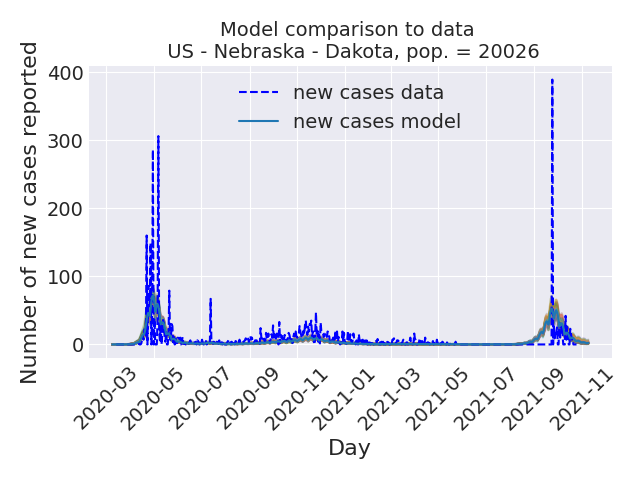 Model comparison to data
US - Nebraska - Dakota, pop. = 20026
Number of new cases reported
400
300
200
100
0
new cases data
new cases model
2020-03
2020-05
2020-07
2020-09
2020-11
2021-01
2021-03
2021-05
2021-07
2021-09
2021-11
Day